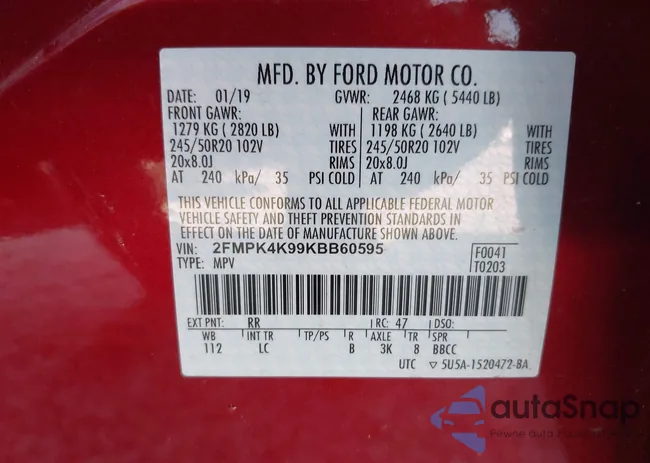 MFD. BY FORD MOTOR CO.
DATE: 01/19 GVWR: 2468 KG ( 5440 LB)
FRONT GAWR: REAR GAWR:
1279 KG ( 2820 LB) WITH 1198 KG ( 2640 LB) WITH
245/50R20 102V TIRES 245/50R20 102V TIRES
20x8.0J RIMS 20x8.0J RIMS
AT 240 kPa/ 35 PSI COLD AT 240 kPa/ 35 PSI COLD
THIS VEHICLE CONFORMS TO ALL APPLICABLE FEDERAL MOTOR
VEHICLE SAFETY AND THEFT PREVENTION STANDARDS IN
EFFECT ON THE DATE OF MANUFACTURE SHOWN ABOVE.
VIN: 2FMPK4K99KBB60595 F0041
TYPE: MPV T0203
EXT PNT: RR RC: 47 DSO:
WB INT TR TP/PS R AXLE TR SPR
112 LC B 3K 8 BBCC
UTC ▽ 5U5A-1520472-BA
autoSnap
Pewne auto z